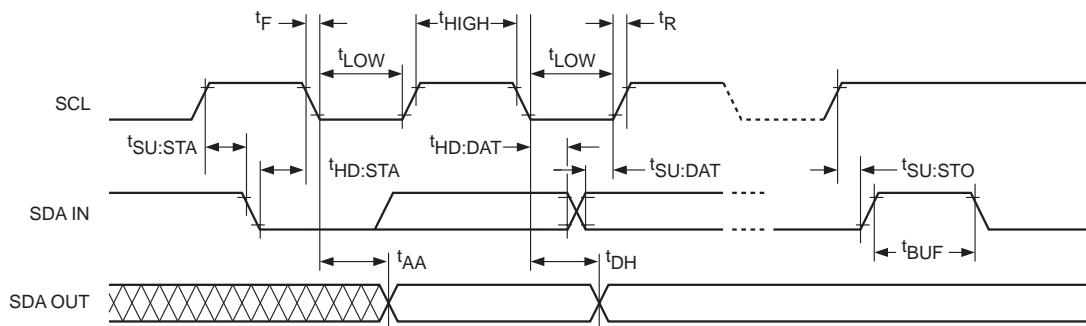 tF
tHIGH
tR
tLOW
tLOW
SCL
tSU:STA
tHD:STA
tHD:DAT
tSU:DAT
tSU:STO
SDA IN
tBUF
tAA
tDH
SDA OUT